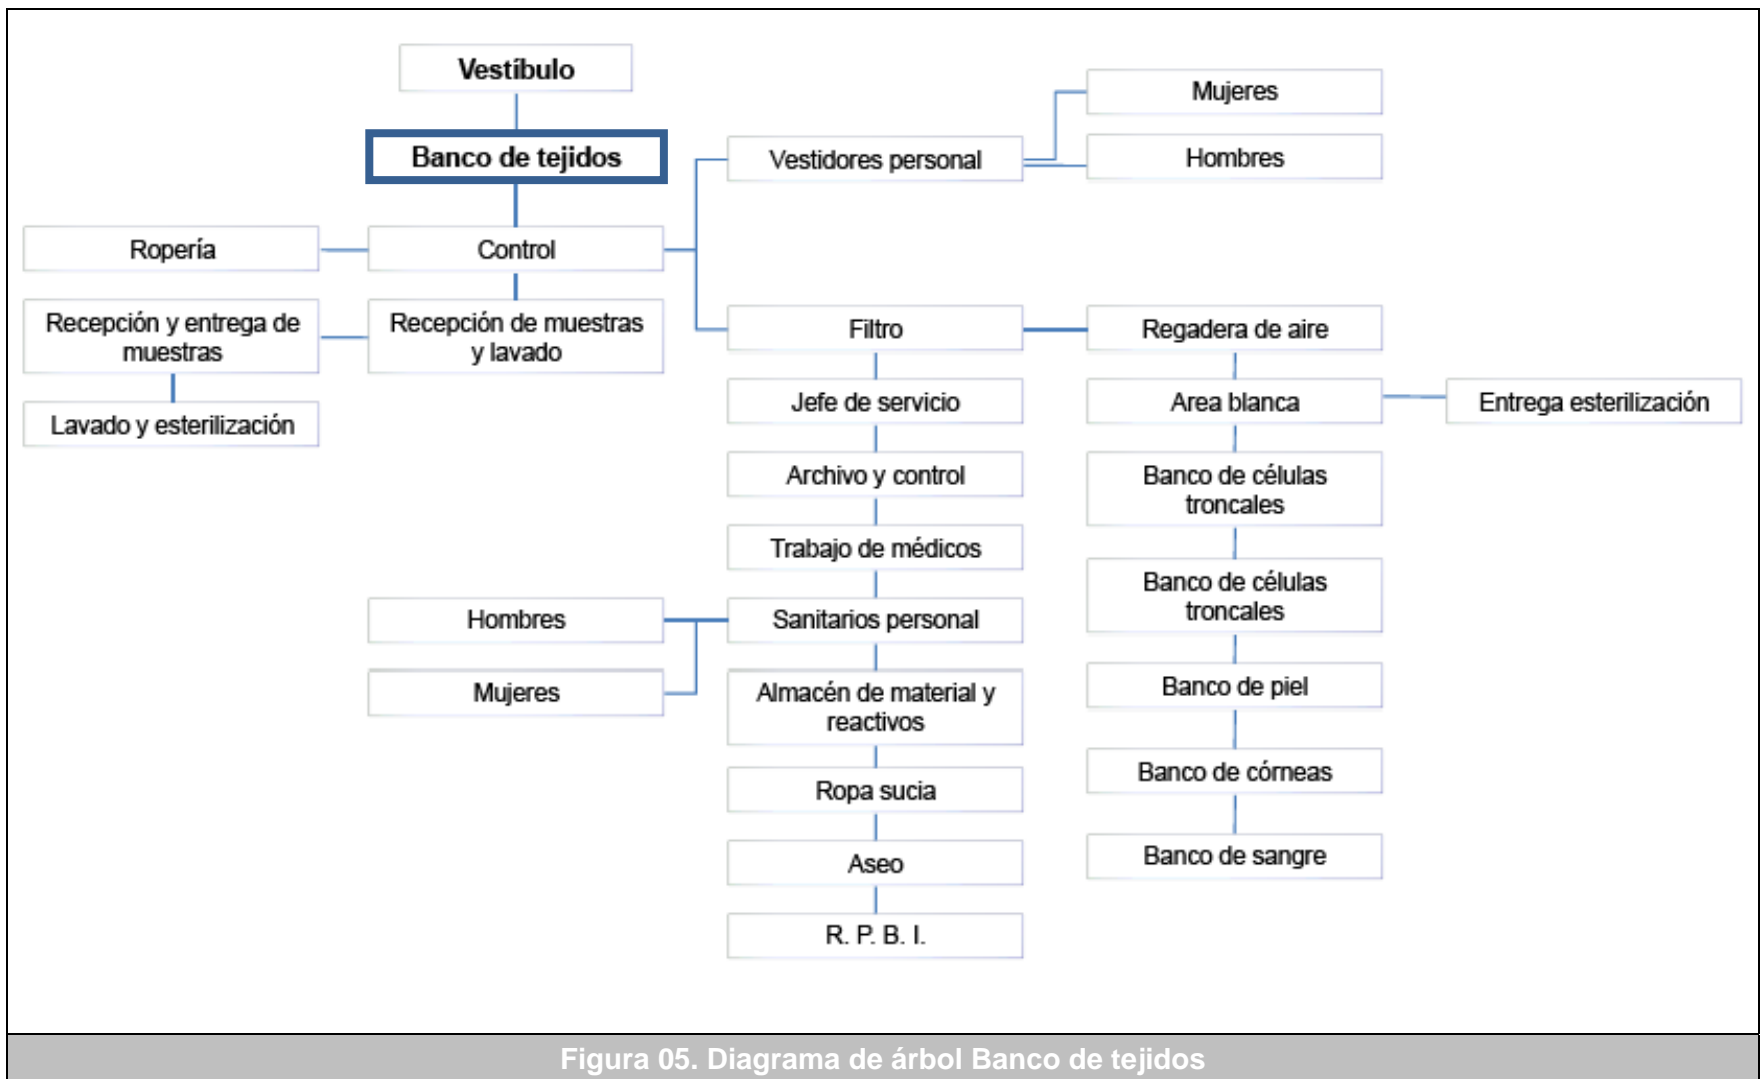 Vestíbulo
Banco de tejidos
Mujeres
Vestidores personal
Hombres
Ropería
Control
Recepción y entrega de
muestras
Recepción de muestras
y lavado
Filtro
Regadera de aire
Lavado y esterilización
Jefe de servicio
Area blanca
Entrega esterilización
Archivo y control
Banco de células
troncales
Trabajo de médicos
Banco de células
troncales
Hombres
Sanitarios personal
Mujeres
Almacén de material y
reactivos
Banco de piel
Ropa sucia
Banco de córneas
Aseo
Banco de sangre
R. P. B. I.
Figura 05. Diagrama de árbol Banco de tejidos